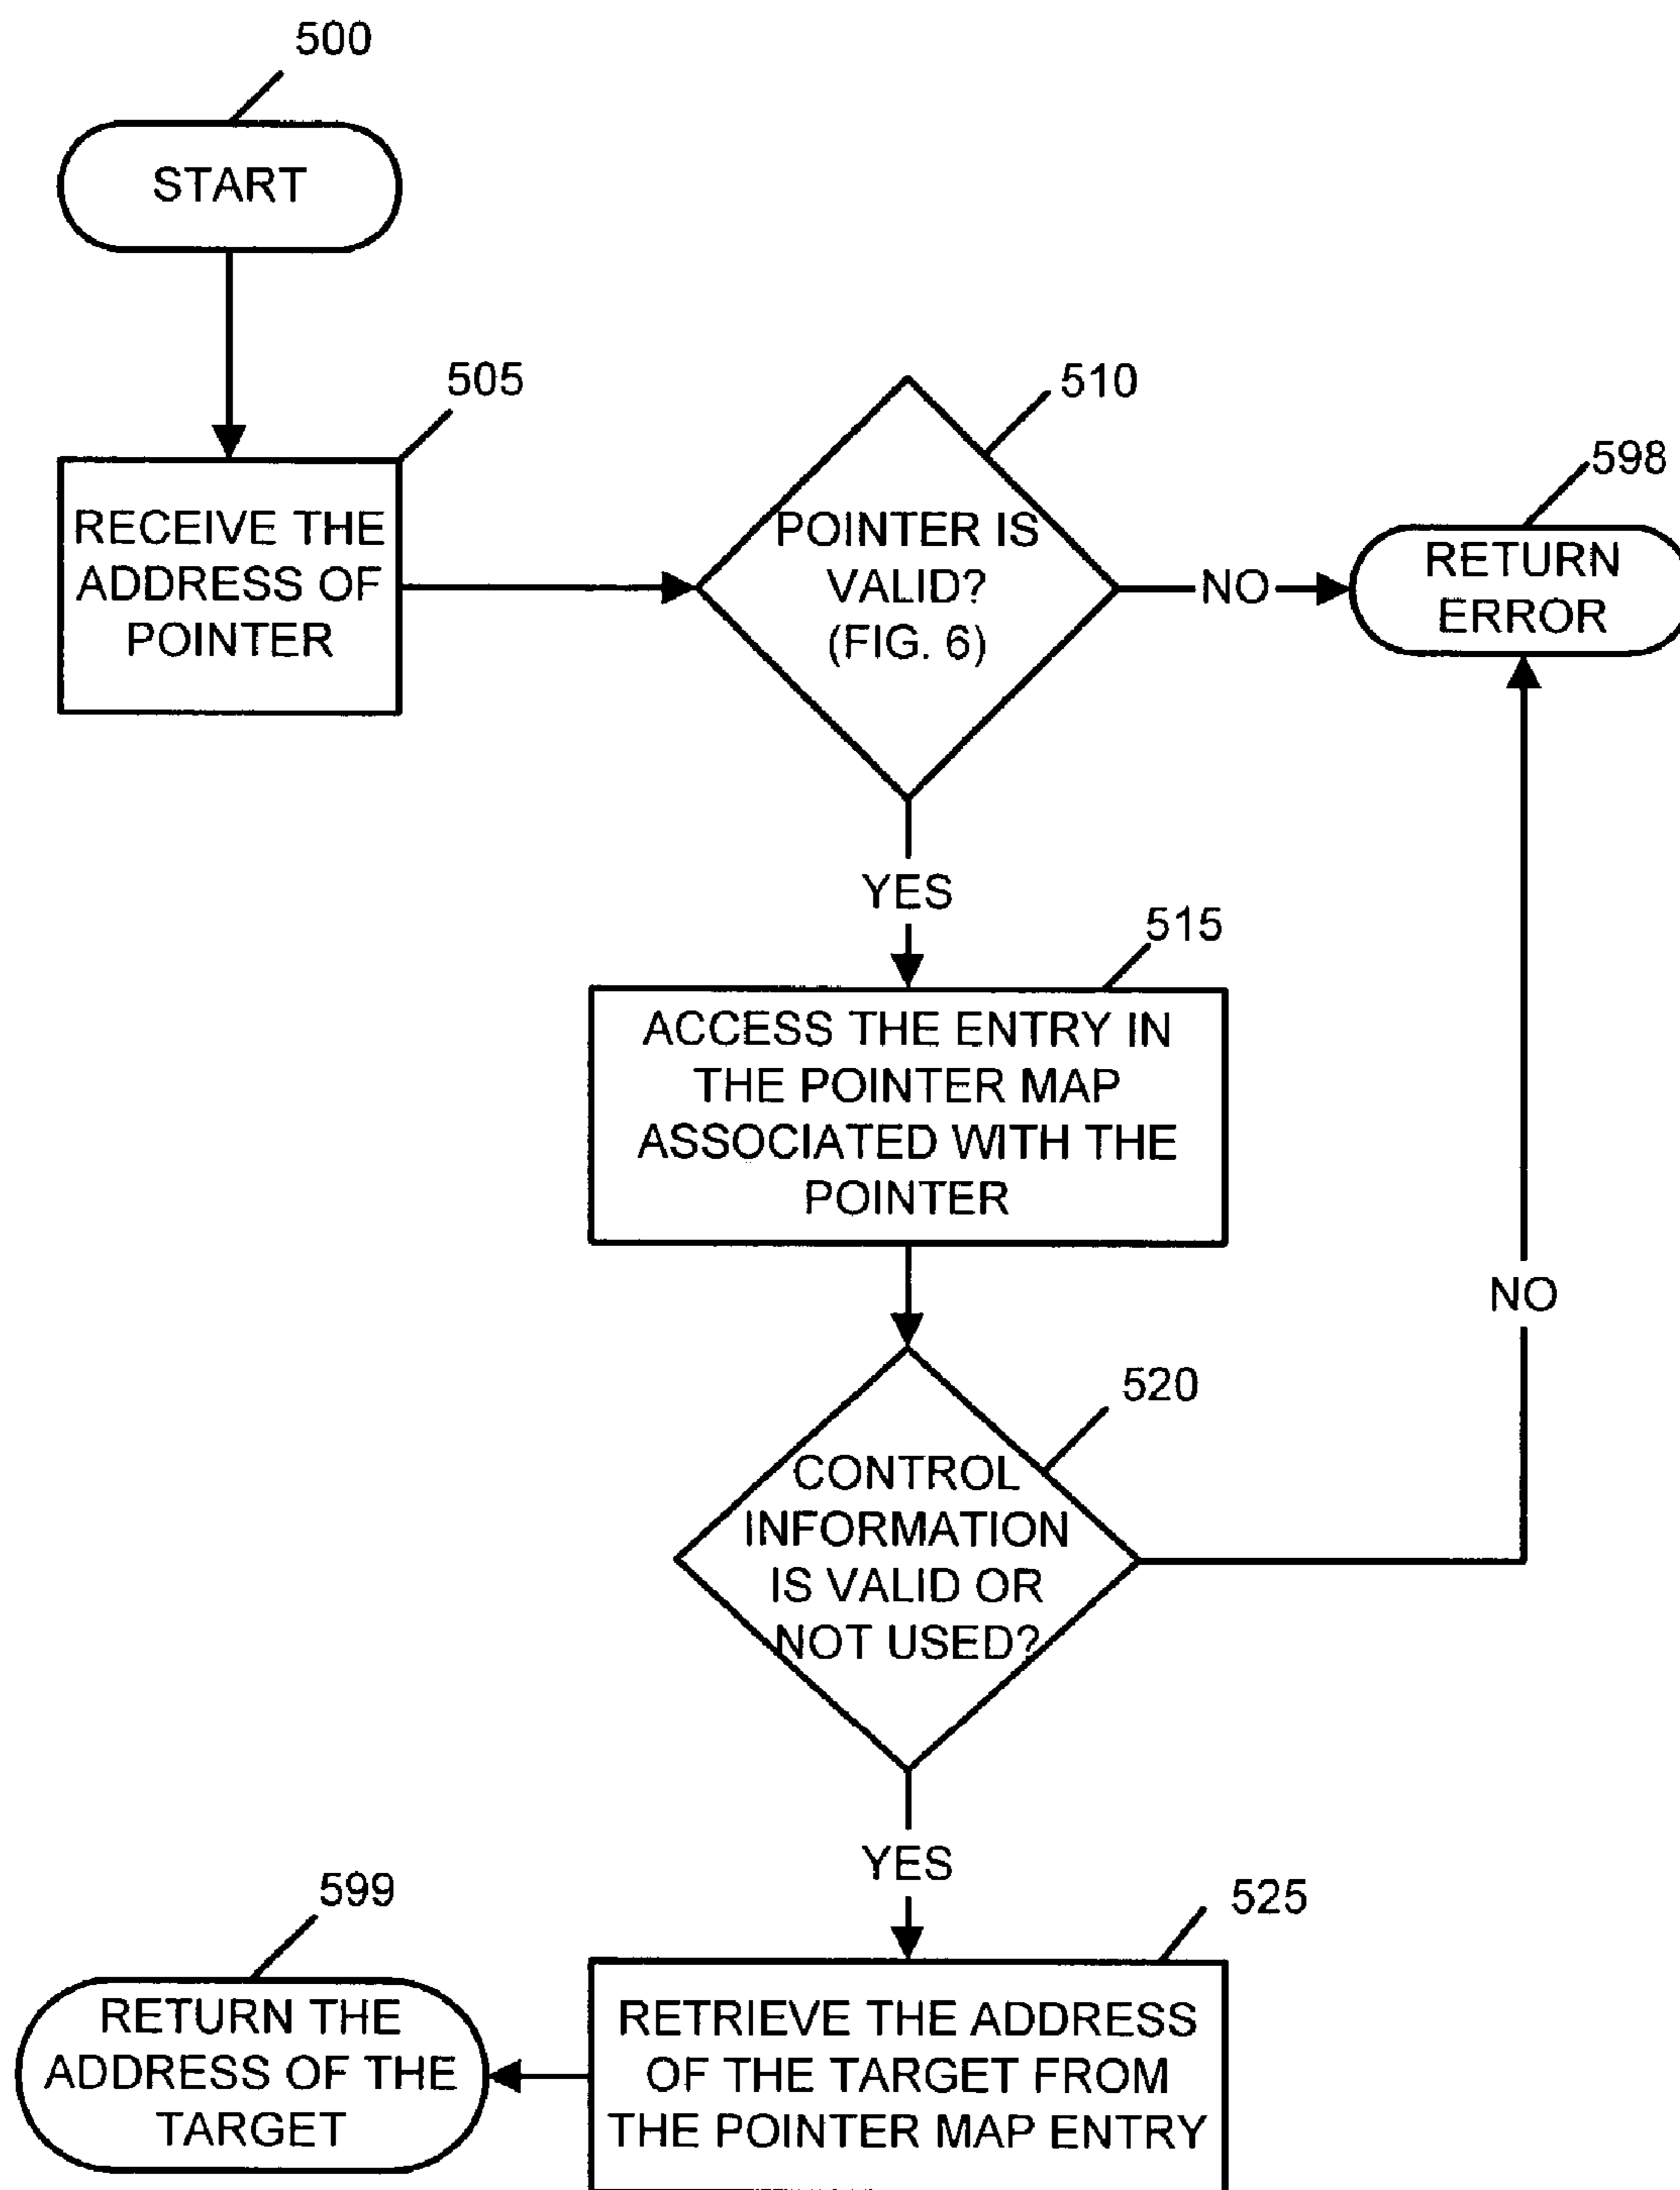 500
START
505
RECEIVE THE
ADDRESS OF
POINTER
510
POINTER IS
VALID?
(FIG. 6)
NO
598
RETURN
ERROR
YES
515
ACCESS THE ENTRY IN
THE POINTER MAP
ASSOCIATED WITH THE
POINTER
NO
520
CONTROL
INFORMATION
IS VALID OR
NOT USED?
YES
525
RETRIEVE THE ADDRESS
OF THE TARGET FROM
THE POINTER MAP ENTRY
599
RETURN THE
ADDRESS OF THE
TARGET